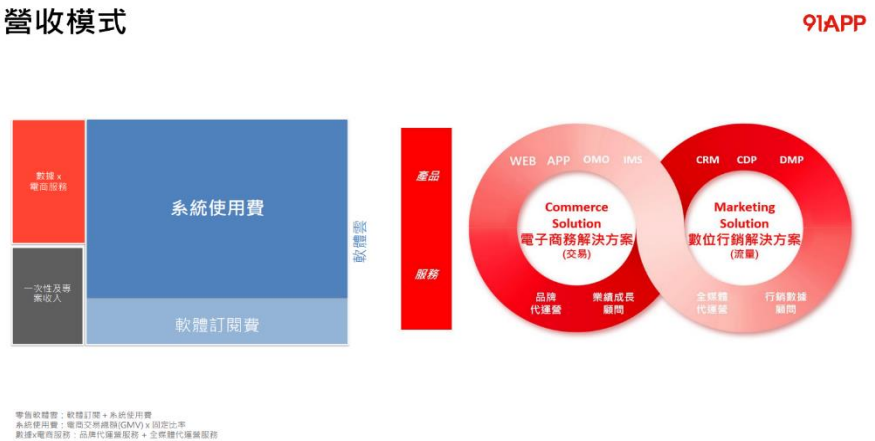 營收模式
91APP
數據 x
電商服務
系統使用費
軟體雲
一次性及專
案收入
軟體訂閱費
產品
服務
WEB APP OMO IMS
Commerce
Solution
電子商務解決方案
(交易)
品牌
代運營
業績成長
顧問
CRM CDP DMP
Marketing
Solution
數位行銷解決方案
(流量)
全媒體
代運營
行銷數據
顧問
零售軟體雲：軟體訂閱 + 系統使用費
系統使用費：電商交易總額(GMV) x 固定比率
數據x電商服務：品牌代運營服務 + 全媒體代運營服務